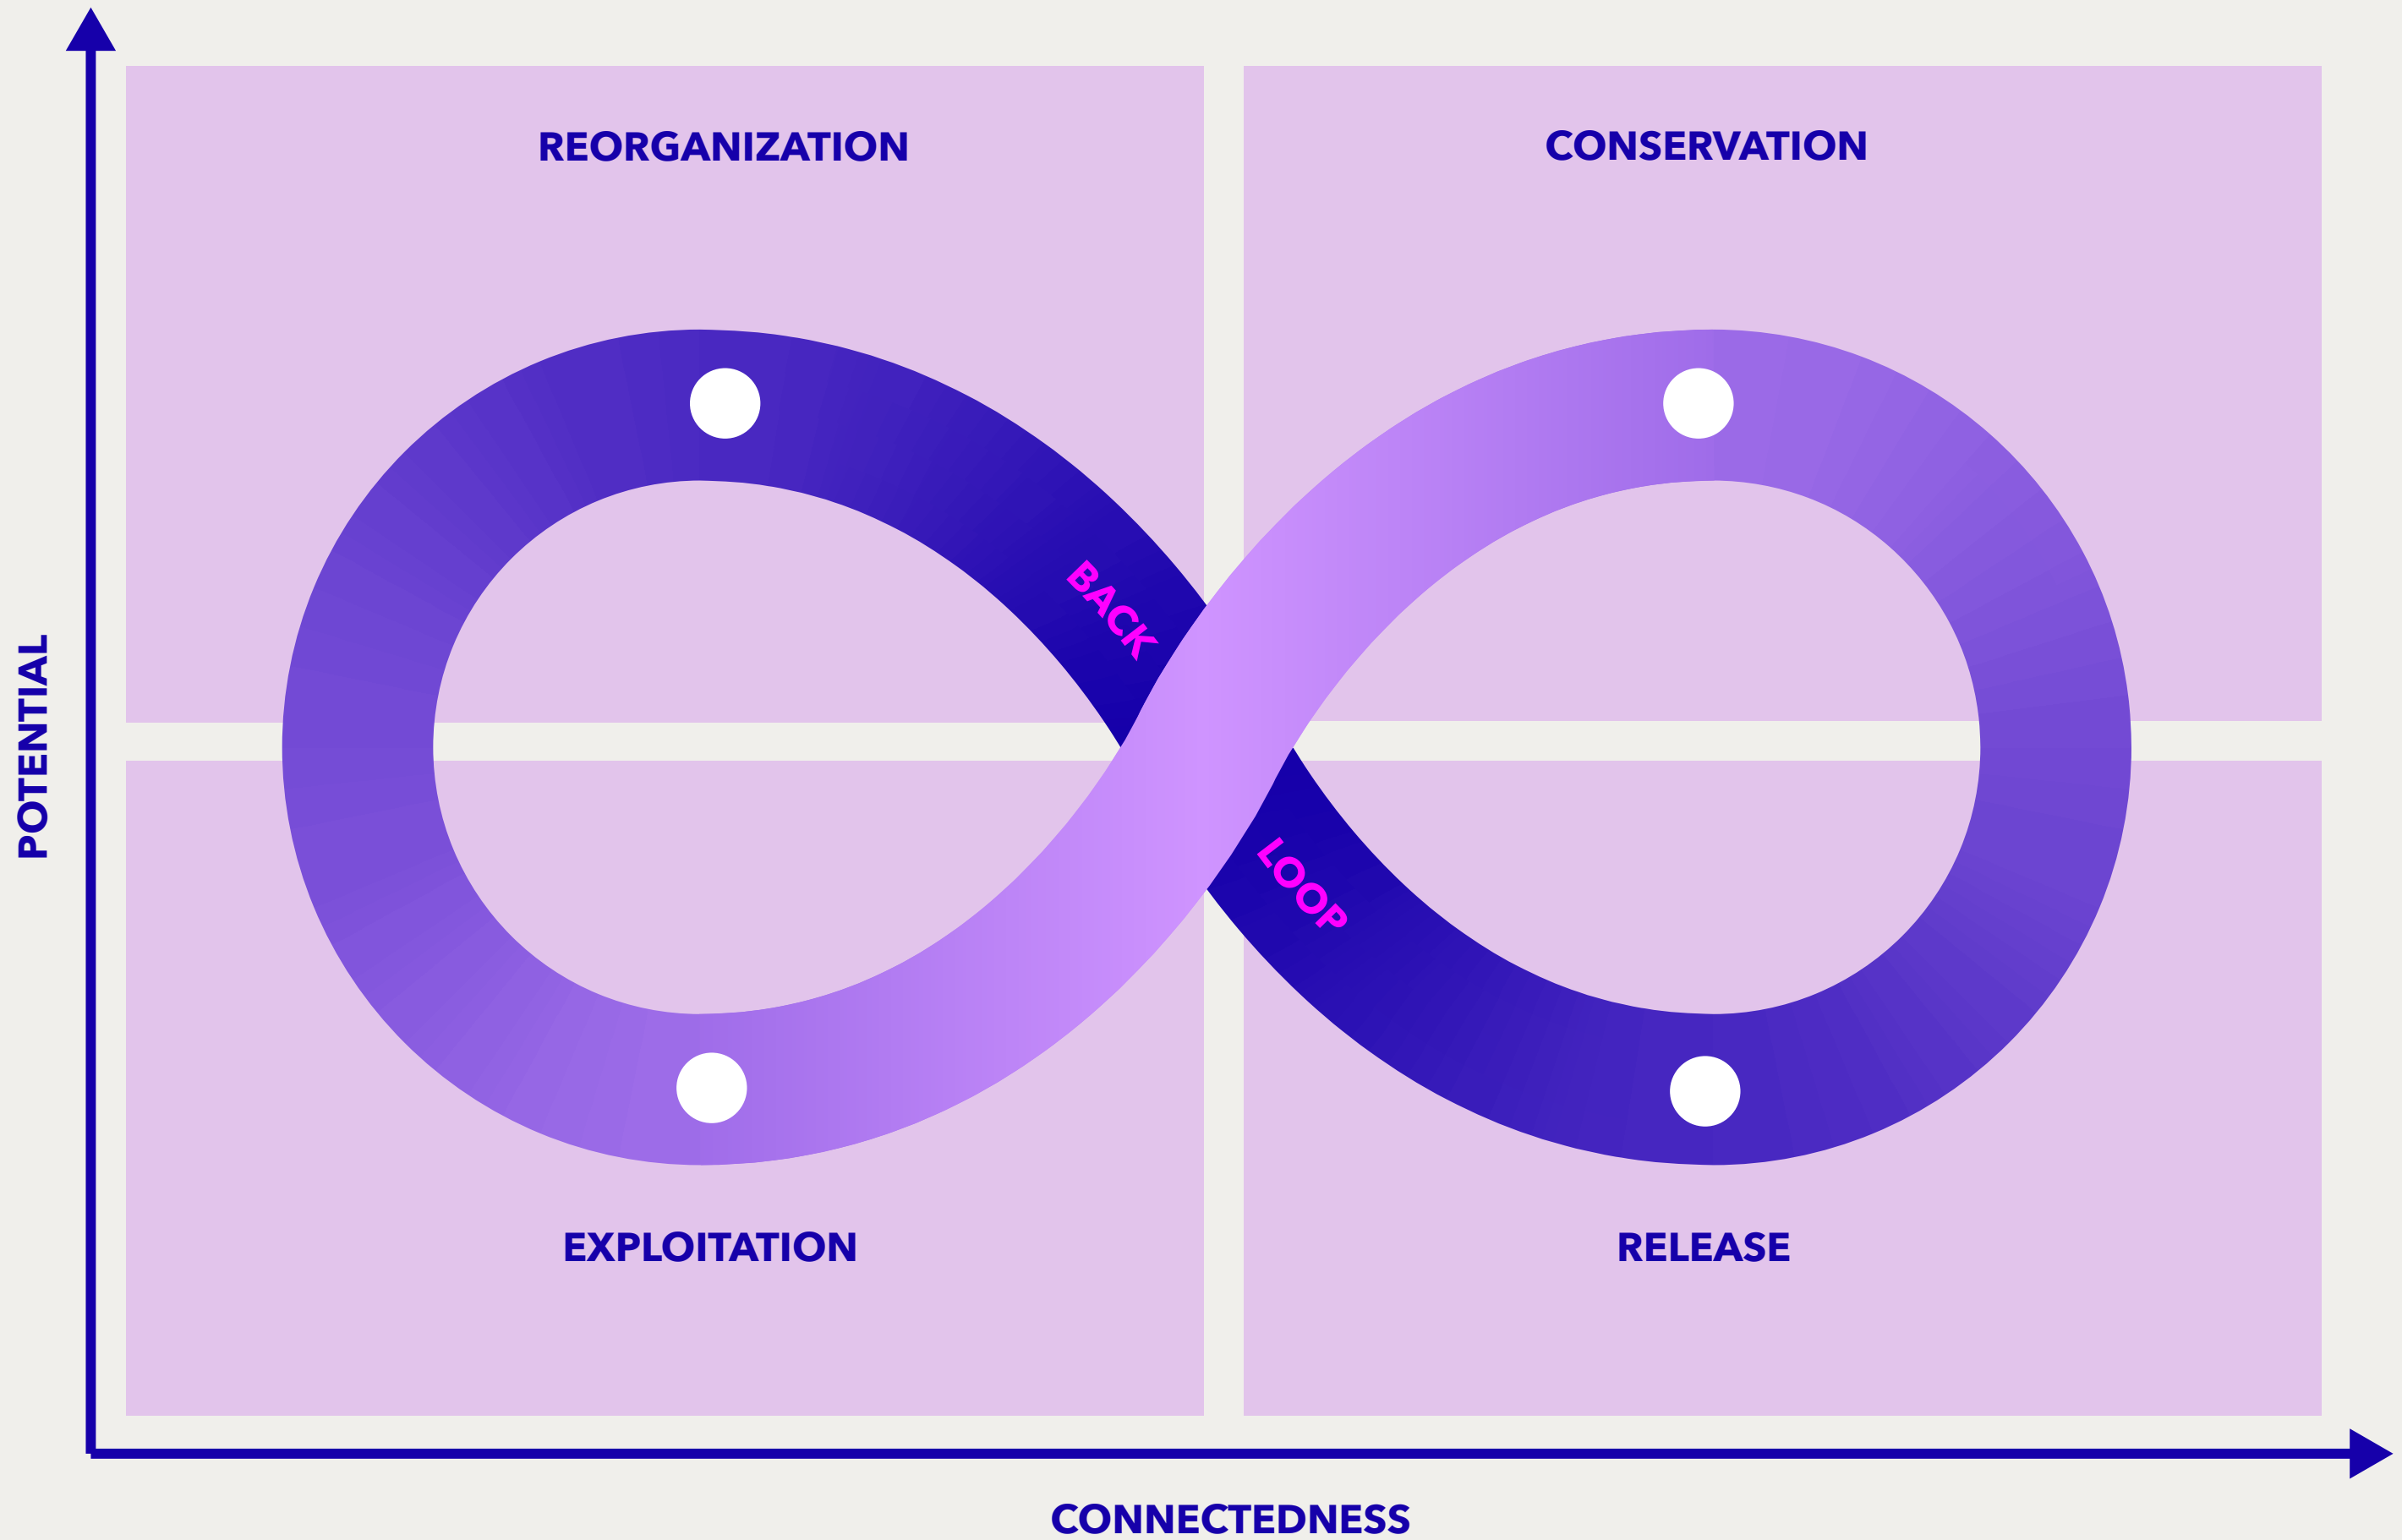 REORGANIZATION
CONSERVATION
BACK
LOOP
POTENTIAL
EXPLOITATION
RELEASE
CONNECTEDNESS